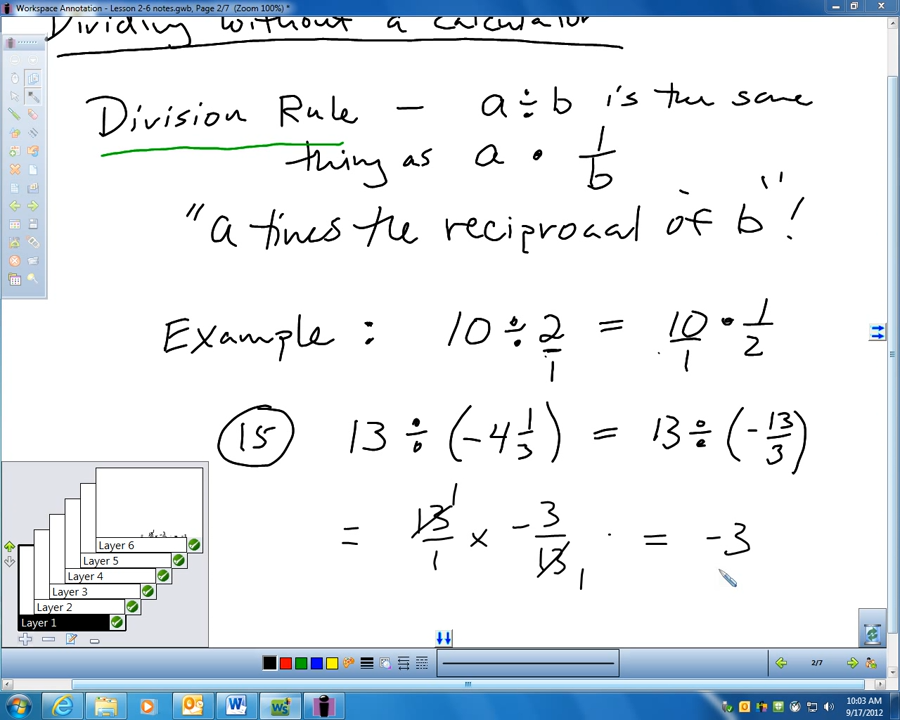 Workspace Annotation - Lesson 2-6 notes.gwb, Page 2/7 (Zoom 100%) *
Dividing without a calculator
Division Rule - a ÷ b is the same
thing as a • 1/b
"a times the reciprocal of b"!
Example : 10 ÷ 2/1 = 10/1 • 1/2
15 13 ÷ (-4 1/3) = 13 ÷ (-13/3)
= 13/1 1 x -3/13 1 = -3
Layer 6
Layer 5
Layer 4
Layer 3
Layer 2
Layer 1
2/7
10:03 AM
9/17/2012